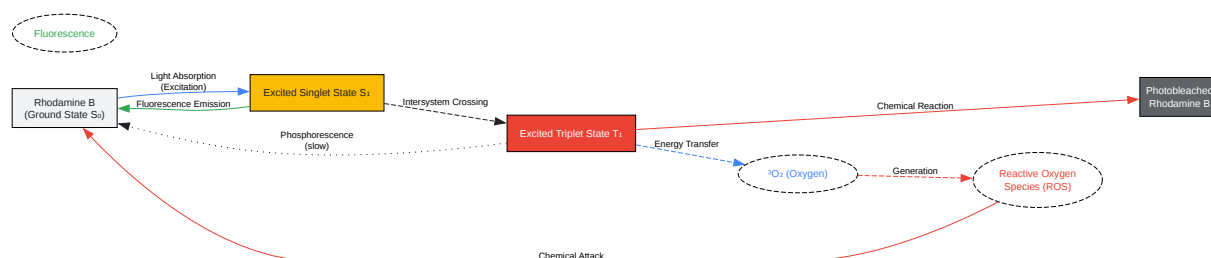 Fluorescence
Light Absorption
(Excitation)
Fluorescence Emission
Rhodamine B
(Ground State S₀)
Excited Singlet State S₁
Intersystem Crossing
Phosphorescence
(slow)
Excited Triplet State T₁
Chemical Reaction
Photobleached
Rhodamine B
Energy Transfer
³O₂ (Oxygen)
Generation
Reactive Oxygen
Species (ROS)
Chemical Attack